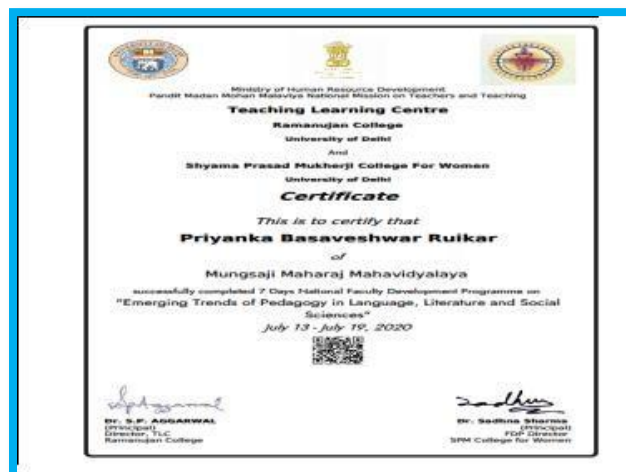 Ministry of Human Resource Development
Pandit Madan Mohan Malaviya National Mission on Teachers and Teaching
Teaching Learning Centre
Ramanujan College
University of Delhi
And
Shyama Prasad Mukherji College For Women
University of Delhi
Certificate
This is to certify that
Priyanka Basaveshwar Ruikar
of
Mungsaji Maharaj Mahavidyalaya
successfully completed 7 Days National Faculty Development Programme on
"Emerging Trends of Pedagogy in Language, Literature and Social
Sciences"
July 13 - July 19, 2020
Dr. S.P. AGGARWAL
(Principal)
Director, TLC
Ramanujan College
Dr. Sadhna Sharma
(Principal)
FDP Director
SPM College for Women